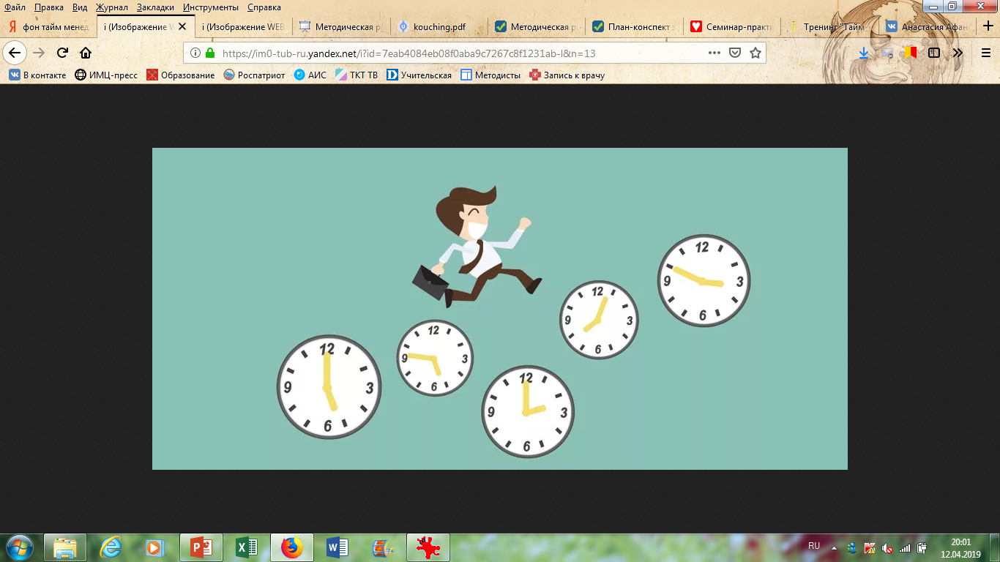 Файл Правка Вид Журнал Закладки Инструменты Справка
фон тайм менед
i (Изображение W
i (Изображение WEB
Методическая р
kouching.pdf
Методическая р
План-конспект з
Семинар-практи
Тренинг "Тайм-
Анастасия Афан
https://im0-tub-ru.yandex.net/i?id=7eab4084eb08f0aba9c7267c8f1231ab-l&n=13
В контакте ИМЦ-пресс Образование Роспатриот АИС ТКТ ТВ Учительская Методисты Запись к врачу
12
3
6
9
12
3
6
9
12
3
6
9
12
3
6
9
12
3
6
9
RU
20:01
12.04.2019